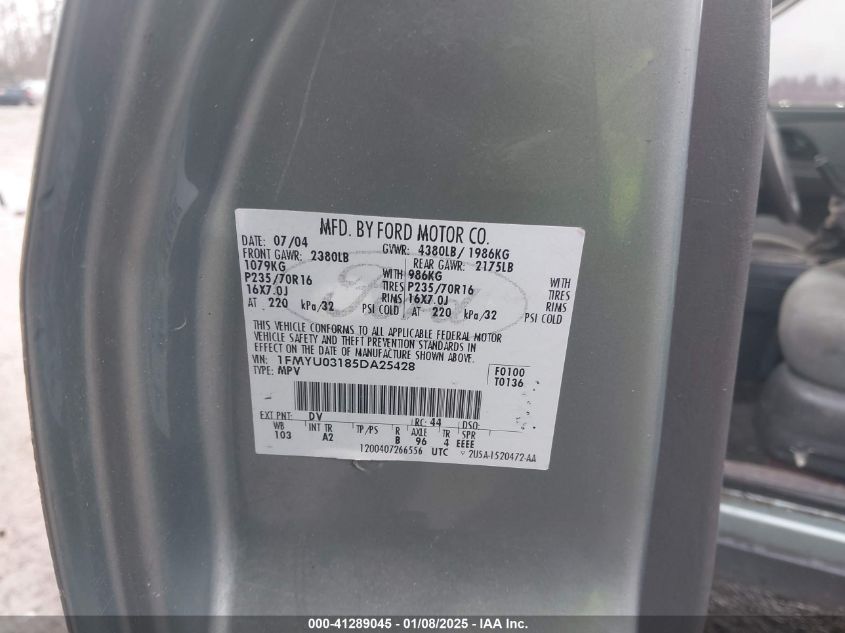 MFD. BY FORD MOTOR CO.
DATE: 07/04 GVWR: 4380LB/ 1986KG
FRONT GAWR: 2380LB REAR GAWR: 2175LB
1079KG WITH 986KG WITH
P235/70R16 TIRES P235/70R16 TIRES
16X7.0J RIMS 16X7.0J RIMS
AT 220 kPa/32 PSI COLD AT 220 kPa/32 PSI COLD
Ford
THIS VEHICLE CONFORMS TO ALL APPLICABLE FEDERAL MOTOR
VEHICLE SAFETY AND THEFT PREVENTION STANDARDS IN
EFFECT ON THE DATE OF MANUFACTURE SHOWN ABOVE.
VIN: 1FMYU03185DA25428 F0100
TYPE: MPV T0136
EXT PNT: DV RC: 44 DSO:
WB INT TR TP/PS R AXLE TR SPR
103 A2 B 96 4 EEEE
1200407266556 UTC 2USA-1520472-AA
000-41289045 - 01/08/2025 - IAAI.com